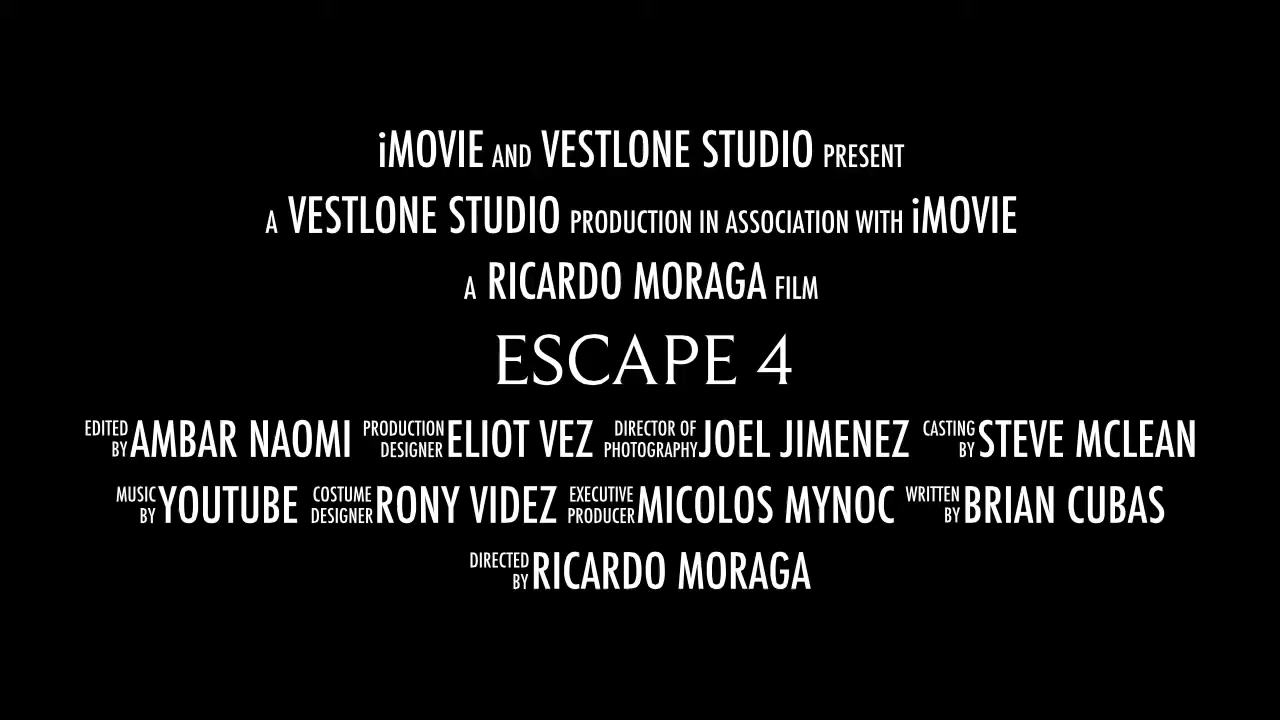 iMOVIE AND VESTLONE STUDIO PRESENT
A VESTLONE STUDIO PRODUCTION IN ASSOCIATION WITH iMOVIE
A RICARDO MORAGA FILM
ESCAPE 4
EDITED BY AMBAR NAOMI PRODUCTION DESIGNER ELIOT VEZ DIRECTOR OF PHOTOGRAPHY JOEL JIMENEZ CASTING BY STEVE MCLEAN
MUSIC BY YOUTUBE COSTUME DESIGNER RONY VIDEZ EXECUTIVE PRODUCER MICOLOS MYNOC WRITTEN BY BRIAN CUBAS
DIRECTED BY RICARDO MORAGA